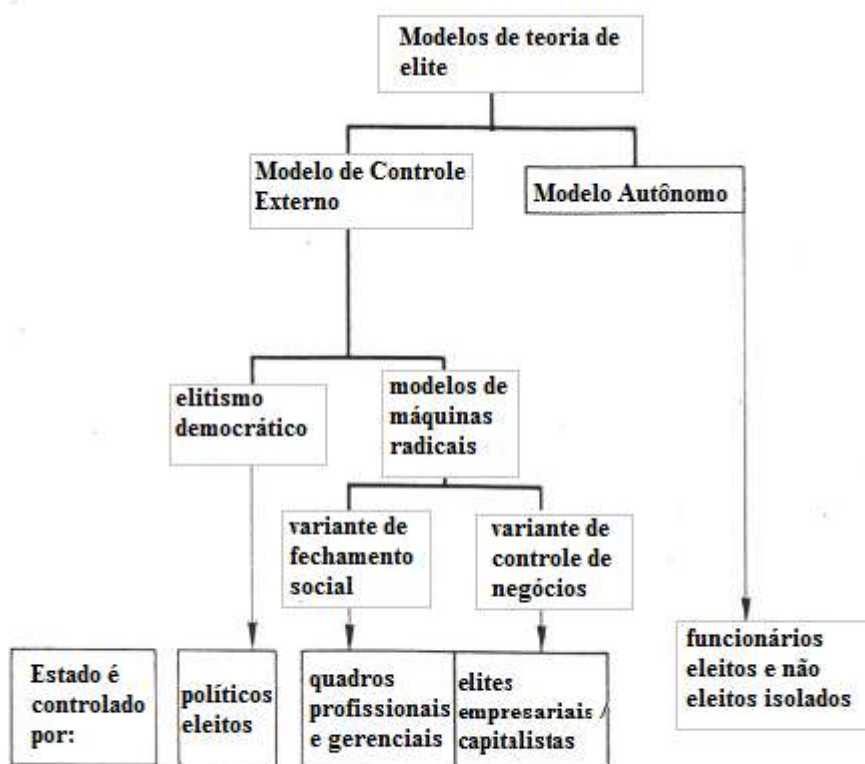 Modelos de teoria de
elite
Modelo de Controle
Externo
Modelo Autônomo
elitismo
democrático
modelos de
máquinas
radicais
variante de
fechamento
social
variante de
controle de
negócios
Estado é
controlado
por:
políticos
eleitos
quadros
profissionais
e gerenciais
elites
empresariais /
capitalistas
funcionários
eleitos e não
eleitos isolados